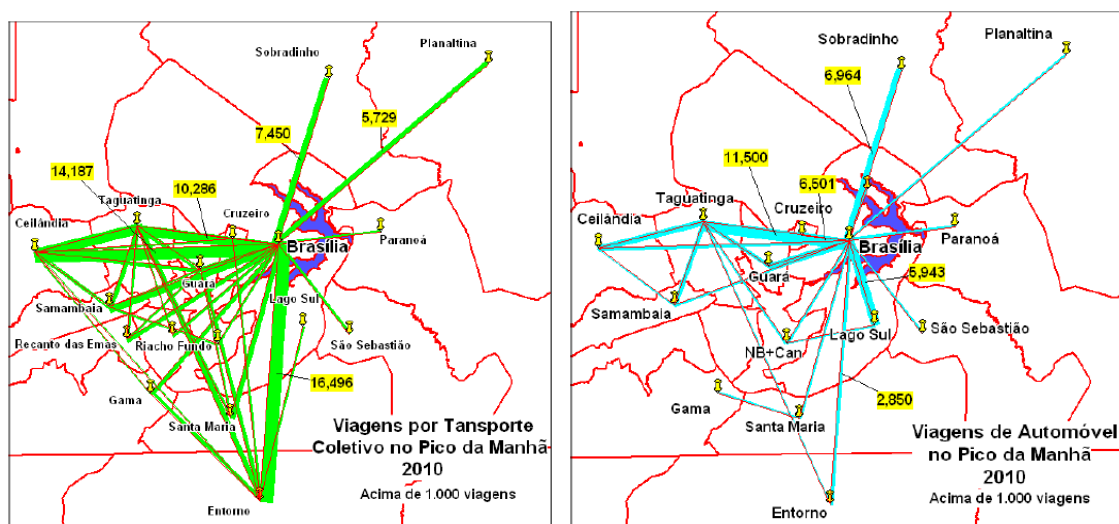 Planaltina
Sobradinho
5,729
7,450
14,187
10,286
Taguatinga
Cruzeiro
Ceilândia
Brasília
Paranoá
Guará
Samambaia
Lago Sul
Recanto das Emas
Riacho Fundo
São Sebastião
16,496
Gama
Santa Maria
Viagens por Tansporte
Coletivo no Pico da Manhã
2010
Acima de 1.000 viagens
Entorno
Planaltina
Sobradinho
6,964
11,500
6,501
Taguatinga
Cruzeiro
Ceilândia
Brasília
Paranoá
Guará
5,943
Samambaia
Lago Sul
São Sebastião
NB+Can
2,850
Gama
Santa Maria
Viagens de Automóvel
no Pico da Manhã
2010
Acima de 1.000 viagens
Entorno